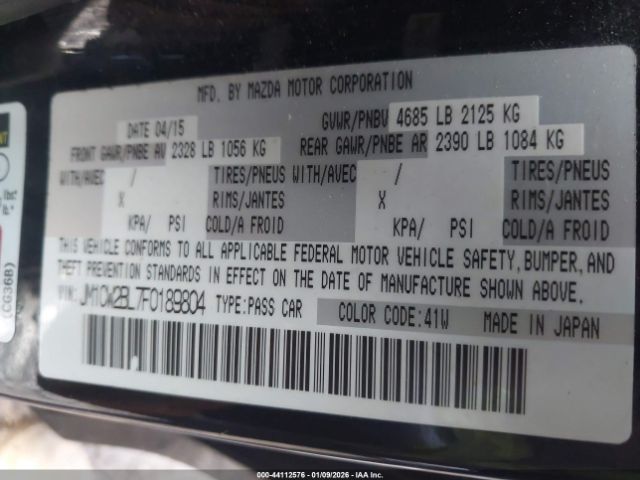 MFD. BY MAZDA MOTOR CORPORATION
DATE 04/15 GVWR/PNBV 4685 LB 2125 KG
FRONT GAWR/PNBE AV 2328 LB 1056 KG REAR GAWR/PNBE AR 2390 LB 1084 KG
WITH/AVEC / TIRES/PNEUS WITH/AVEC / TIRES/PNEUS
X RIMS/JANTES X RIMS/JANTES
KPA/ PSI COLD/A FROID KPA/ PSI COLD/A FROID
THIS VEHICLE CONFORMS TO ALL APPLICABLE FEDERAL MOTOR VEHICLE SAFETY, BUMPER, AND
THEFT PREVENTION STANDARDS IN EFFECT ON THE DATE OF MANUFACTURE SHOWN ABOVE.
VIN: JM1CW2BL7F0189804 TYPE:PASS CAR COLOR CODE:41W MADE IN JAPAN
(CG36B)
000-44112576 - 01/09/2026 - IAA Inc.